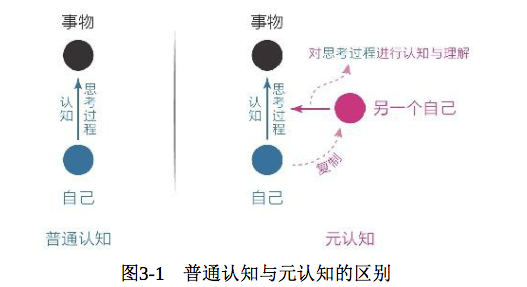 事物
认知
思考过程
自己
普通认知
事物
认知
思考过程
自己
对思考过程进行认知与理解
另一个自己
复制
元认知
图3-1 普通认知与元认知的区别